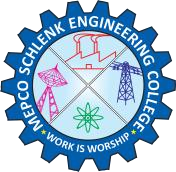 MEPCO SCHLENK ENGINEERING COLLEGE
WORK IS WORSHIP